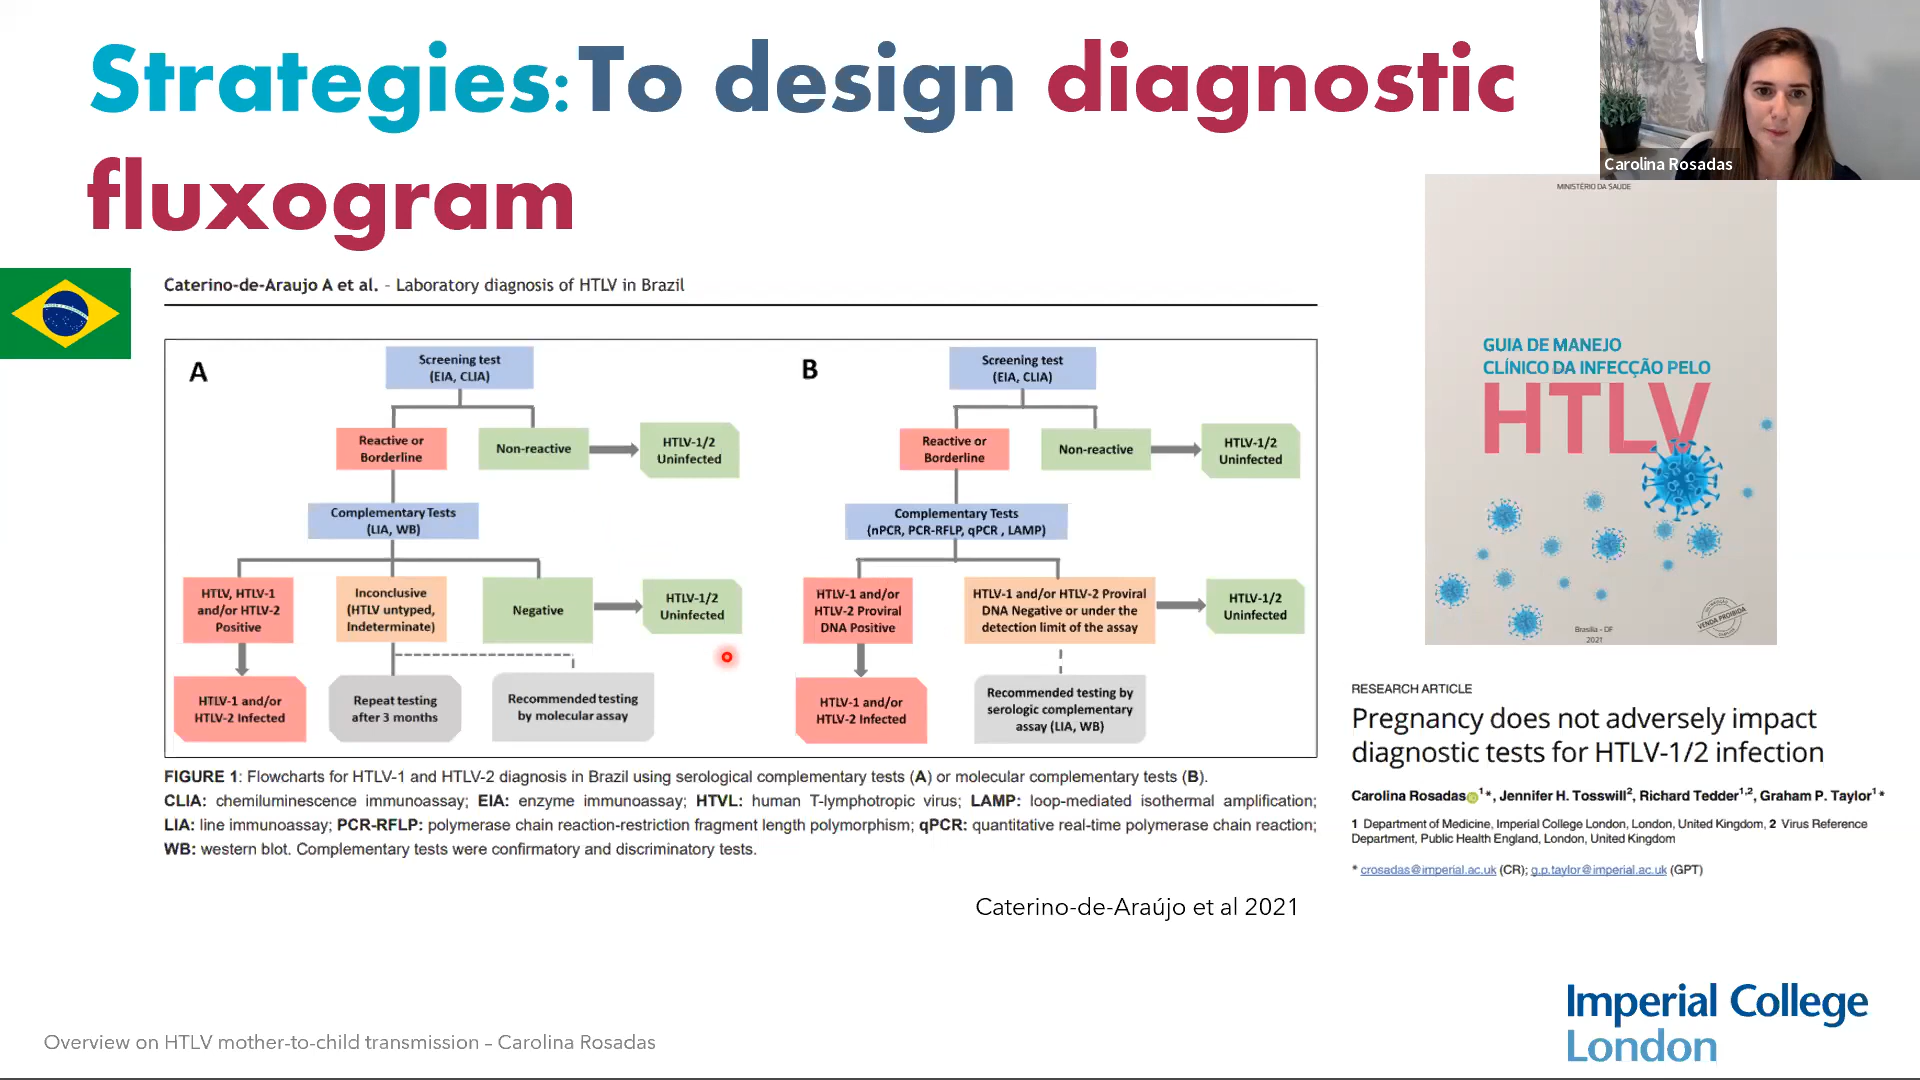 Strategies: To design diagnostic
fluxogram
Carolina Rosadas
Caterino-de-Araujo A et al. - Laboratory diagnosis of HTLV in Brazil
A
Screening test
(EIA, CLIA)
Reactive or
Borderline
Non-reactive
HTLV-1/2
Uninfected
Complementary Tests
(LIA, WB)
HTLV, HTLV-1
and/or HTLV-2
Positive
Inconclusive
(HTLV untyped,
Indeterminate)
Negative
HTLV-1/2
Uninfected
HTLV-1 and/or
HTLV-2 Infected
Repeat testing
after 3 months
Recommended testing
by molecular assay
B
Screening test
(EIA, CLIA)
Reactive or
Borderline
Non-reactive
HTLV-1/2
Uninfected
Complementary Tests
(nPCR, PCR-RFLP, qPCR , LAMP)
HTLV-1 and/or
HTLV-2 Proviral
DNA Positive
HTLV-1 and/or HTLV-2 Proviral
DNA Negative or under the
detection limit of the assay
HTLV-1/2
Uninfected
HTLV-1 and/or
HTLV-2 Infected
Recommended testing by
serologic complementary
assay (LIA, WB)
FIGURE 1: Flowcharts for HTLV-1 and HTLV-2 diagnosis in Brazil using serological complementary tests (A) or molecular complementary tests (B).
CLIA: chemiluminescence immunoassay; EIA: enzyme immunoassay; HTVL: human T-lymphotropic virus; LAMP: loop-mediated isothermal amplification;
LIA: line immunoassay; PCR-RFLP: polymerase chain reaction-restriction fragment length polymorphism; qPCR: quantitative real-time polymerase chain reaction;
WB: western blot. Complementary tests were confirmatory and discriminatory tests.
Caterino-de-Araújo et al 2021
MINISTÉRIO DA SAÚDE
GUIA DE MANEJO
CLÍNICO DA INFECÇÃO PELO
HTLV
VENDA PROIBIDA
Brasília - DF
2021
RESEARCH ARTICLE
Pregnancy does not adversely impact
diagnostic tests for HTLV-1/2 infection
Carolina Rosadas 1*, Jennifer H. Tosswill2, Richard Tedder1,2, Graham P. Taylor1*
1 Department of Medicine, Imperial College London, London, United Kingdom, 2 Virus Reference
Department, Public Health England, London, United Kingdom
* crosadas@imperial.ac.uk (CR); g.p.taylor@imperial.ac.uk (GPT)
Imperial College
London
Overview on HTLV mother-to-child transmission – Carolina Rosadas